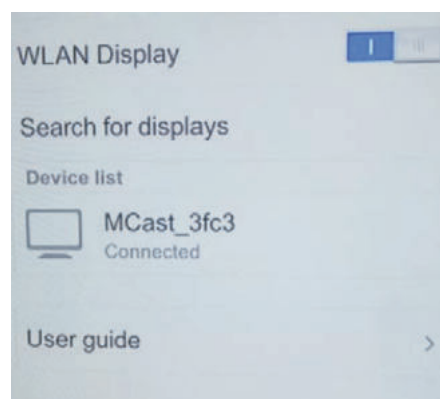 WLAN Display
Search for displays
Device list
MCast_3fc3
Connected
User guide